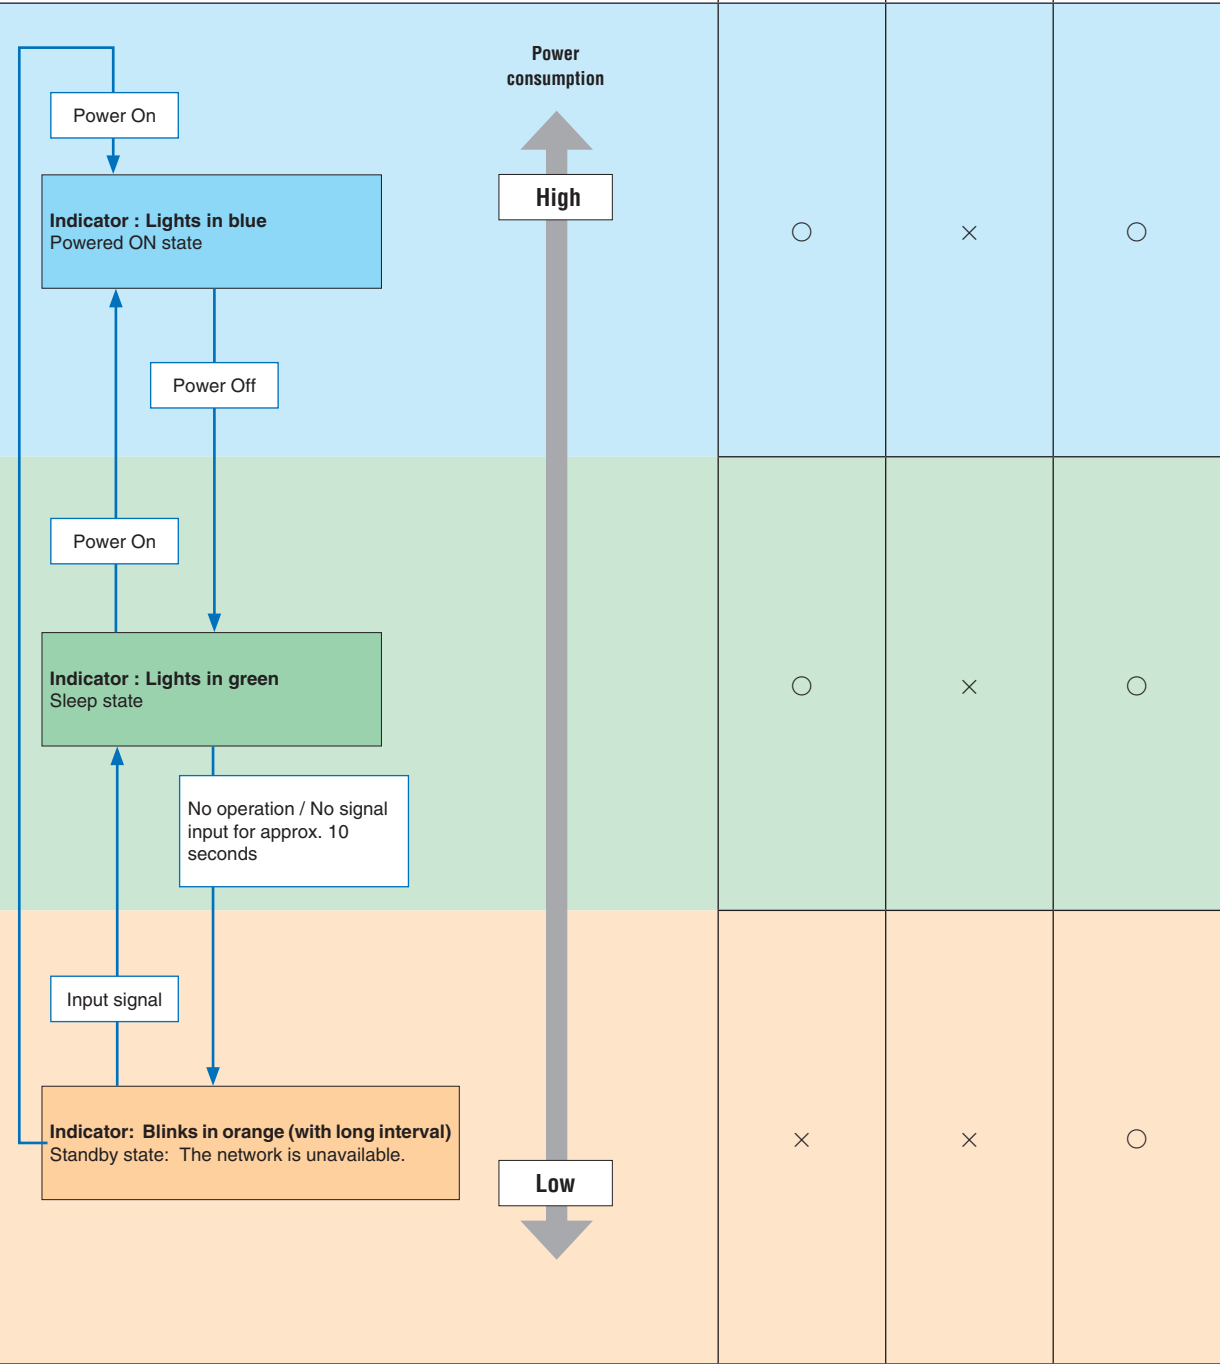 Power
consumption
Power On
High
Indicator : Lights in blue
Powered ON state
○ × ○
Power Off
Power On
Indicator : Lights in green
Sleep state
○ × ○
No operation / No signal
input for approx. 10
seconds
Input signal
Indicator: Blinks in orange (with long interval)
Standby state: The network is unavailable.
× × ○
Low